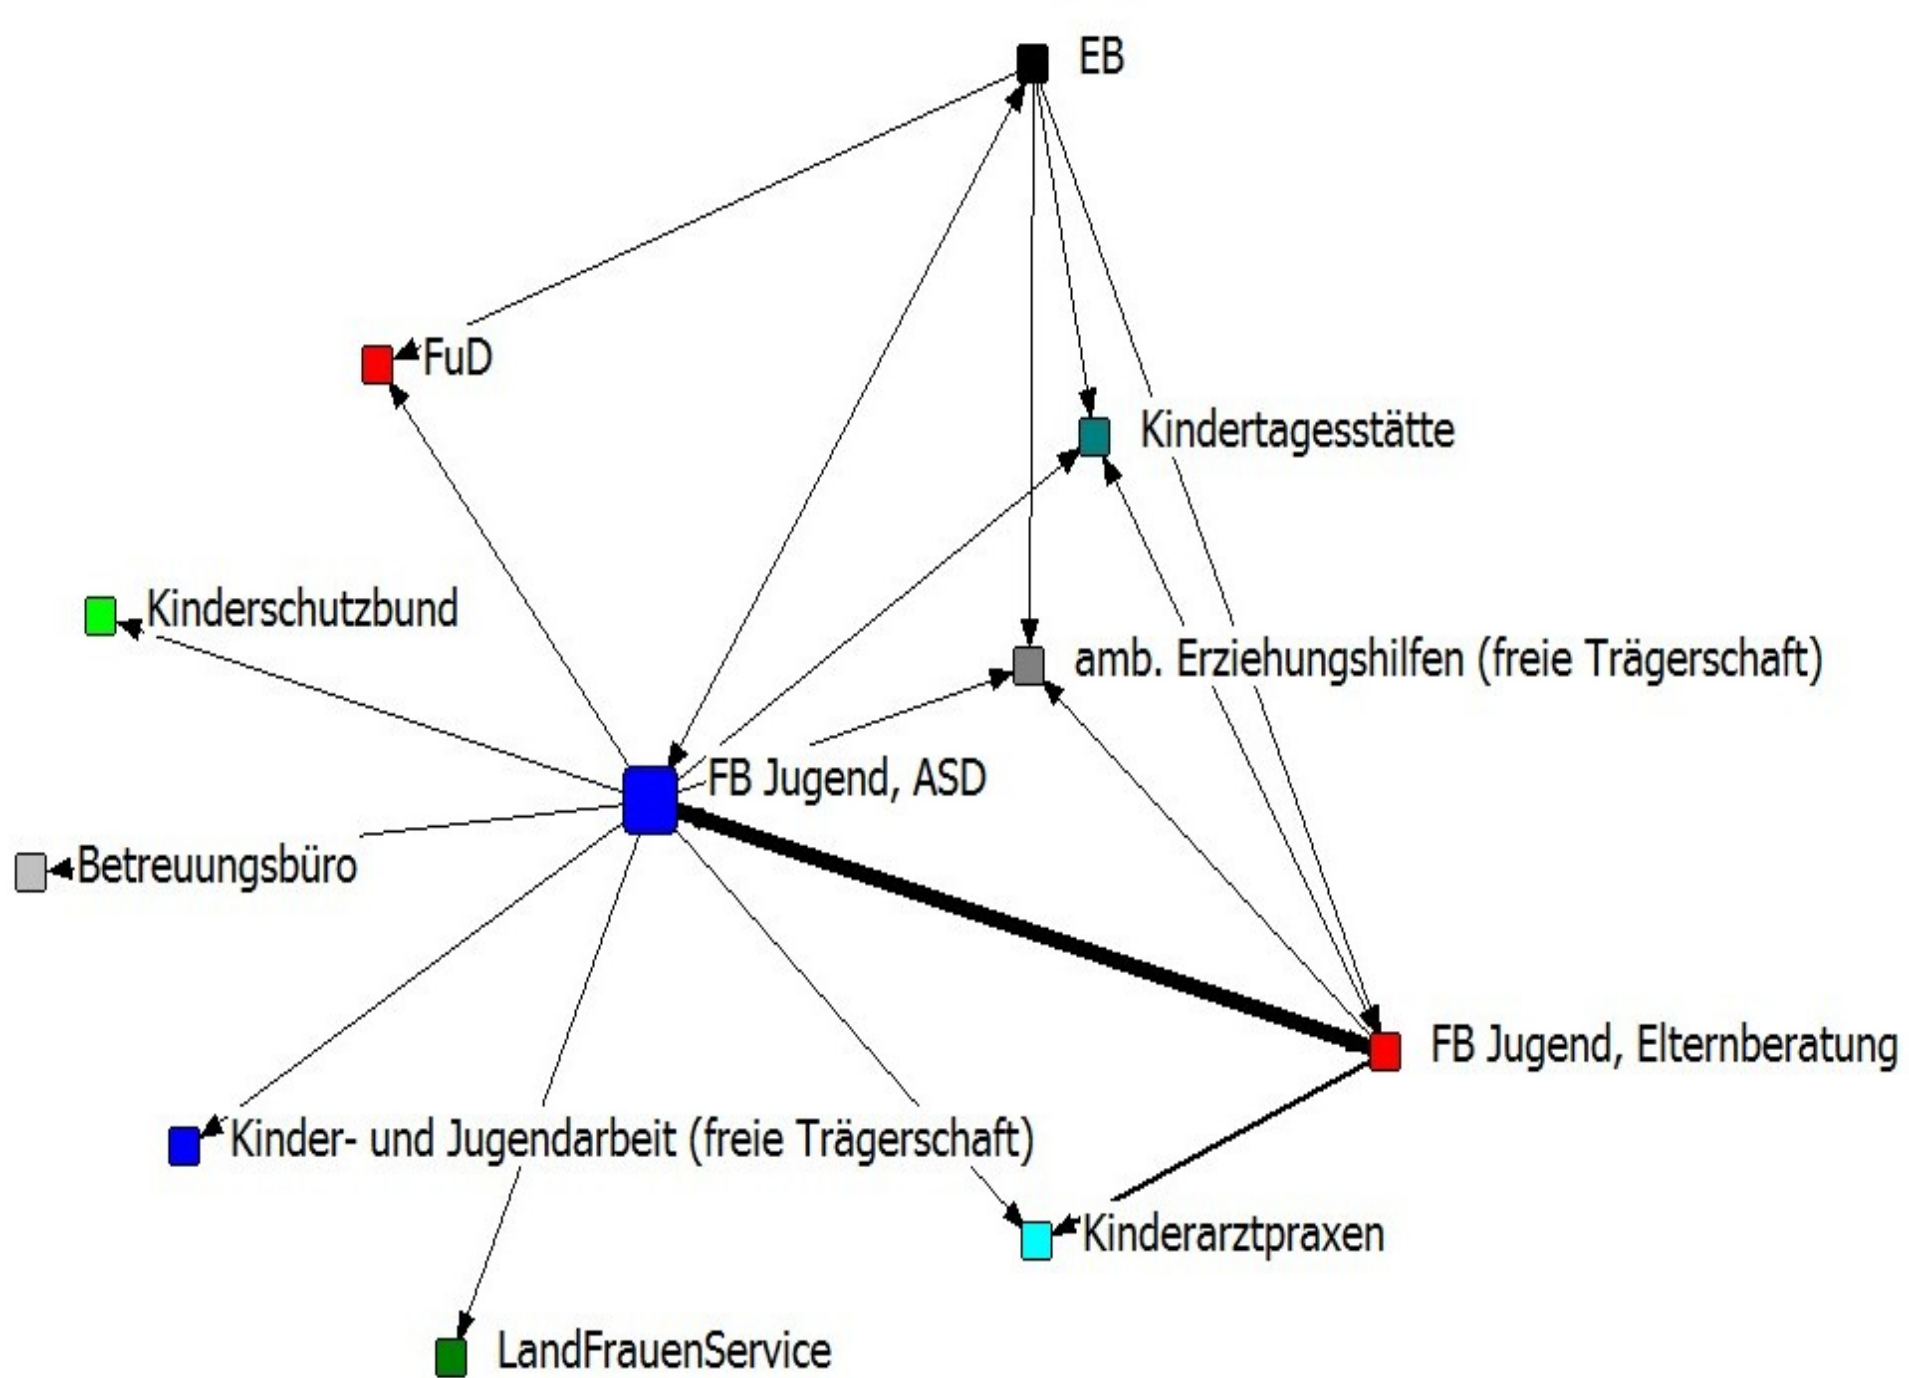 EB
FuD
Kindertagesstätte
Kinderschutzbund
amb. Erziehungshilfen (freie Trägerschaft)
FB Jugend, ASD
Betreuungsbüro
FB Jugend, Elternberatung
Kinder- und Jugendarbeit (freie Trägerschaft)
Kinderarztpraxen
LandFrauenService